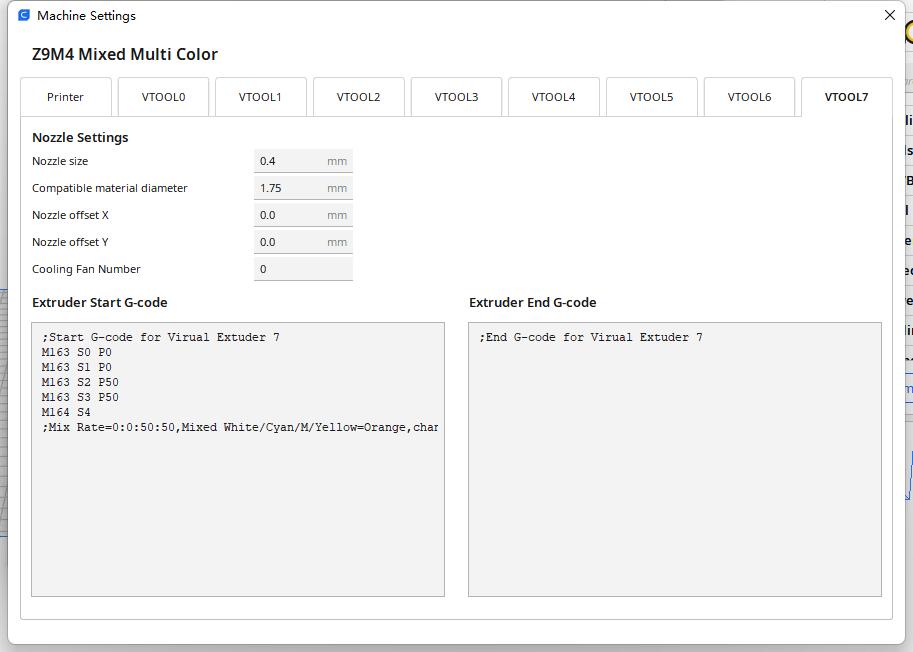 Machine Settings
Z9M4 Mixed Multi Color
Printer VTOOL0 VTOOL1 VTOOL2 VTOOL3 VTOOL4 VTOOL5 VTOOL6 VTOOL7
Nozzle Settings
Nozzle size 0.4 mm
Compatible material diameter 1.75 mm
Nozzle offset X 0.0 mm
Nozzle offset Y 0.0 mm
Cooling Fan Number 0
Extruder Start G-code
;Start G-code for Virual Extuder 7
M163 S0 P0
M163 S1 P0
M163 S2 P50
M163 S3 P50
M164 S4
;Mix Rate=0:0:50:50,Mixed White/Cyan/M/Yellow=Orange,char
Extruder End G-code
;End G-code for Virual Extuder 7